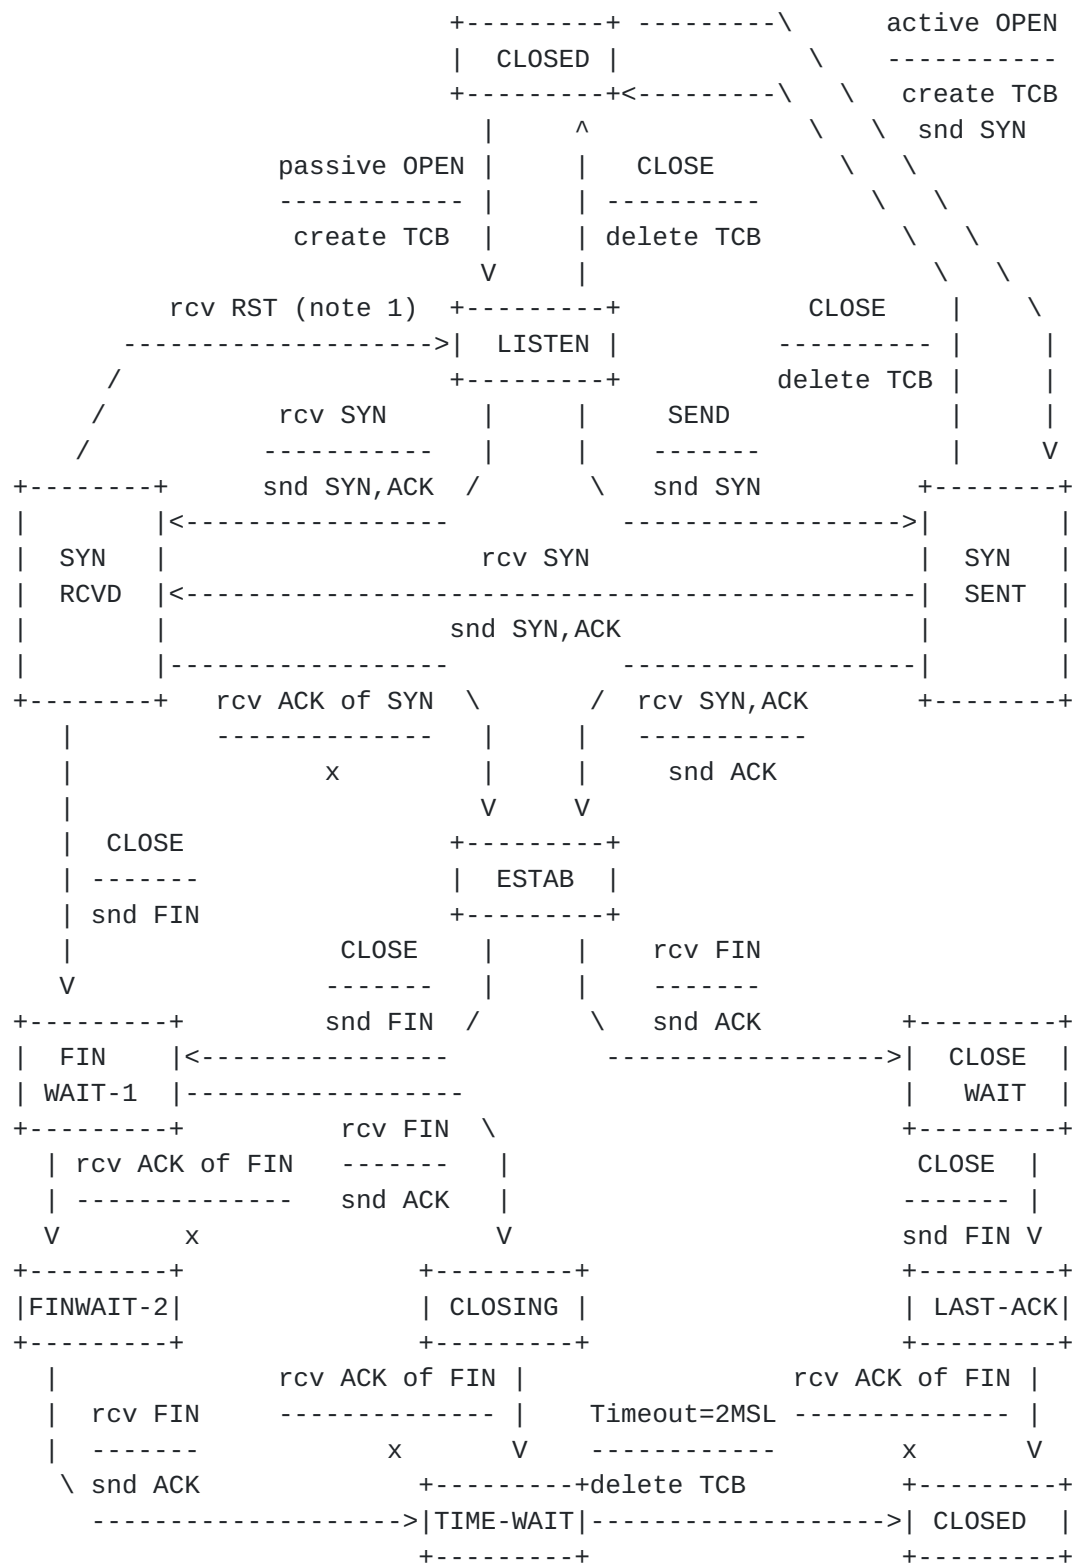 +---------+ ---------\      active OPEN
                            |  CLOSED |            \    -----------
                            +---------+<---------\   \   create TCB
                              |     ^              \   \  snd SYN
                 passive OPEN |     |   CLOSE        \   \
                 ------------ |     | ----------       \   \
                  create TCB  |     | delete TCB         \   \
                              V     |                      \   \
          rcv RST (note 1)  +---------+            CLOSE    |    \
       -------------------->|  LISTEN |          ---------- |     |
      /                     +---------+          delete TCB |     |
     /           rcv SYN      |     |     SEND              |     |
    /           -----------   |     |    -------            |     V
+--------+      snd SYN,ACK  /       \   snd SYN          +--------+
|        |<-----------------           ------------------>|        |
|  SYN   |                    rcv SYN                     |  SYN   |
|  RCVD  |<-----------------------------------------------|  SENT  |
|        |                  snd SYN,ACK                   |        |
|        |------------------           -------------------|        |
+--------+   rcv ACK of SYN  \       /  rcv SYN,ACK       +--------+
   |         --------------   |     |   -----------
   |                x         |     |     snd ACK
   |                          V     V
   |  CLOSE                 +---------+
   | -------                |  ESTAB  |
   | snd FIN                +---------+
   |                 CLOSE    |     |    rcv FIN
   V                -------   |     |    -------
+---------+         snd FIN  /       \   snd ACK         +---------+
|  FIN    |<-----------------          ------------------>|  CLOSE  |
| WAIT-1  |------------------                            |   WAIT  |
+---------+          rcv FIN  \                          +---------+
  | rcv ACK of FIN   -------   |                          CLOSE  |
  | --------------   snd ACK   |                         ------- |
  V        x                   V                         snd FIN V
+---------+               +---------+                    +---------+
|FINWAIT-2|               | CLOSING |                    | LAST-ACK|
+---------+               +---------+                    +---------+
  |              rcv ACK of FIN |                 rcv ACK of FIN |
  |  rcv FIN     -------------- |    Timeout=2MSL -------------- |
  |  -------            x       V    ------------        x       V
   \ snd ACK              +---------+delete TCB          +---------+
     -------------------->|TIME-WAIT|------------------->| CLOSED  |
                          +---------+                    +---------+